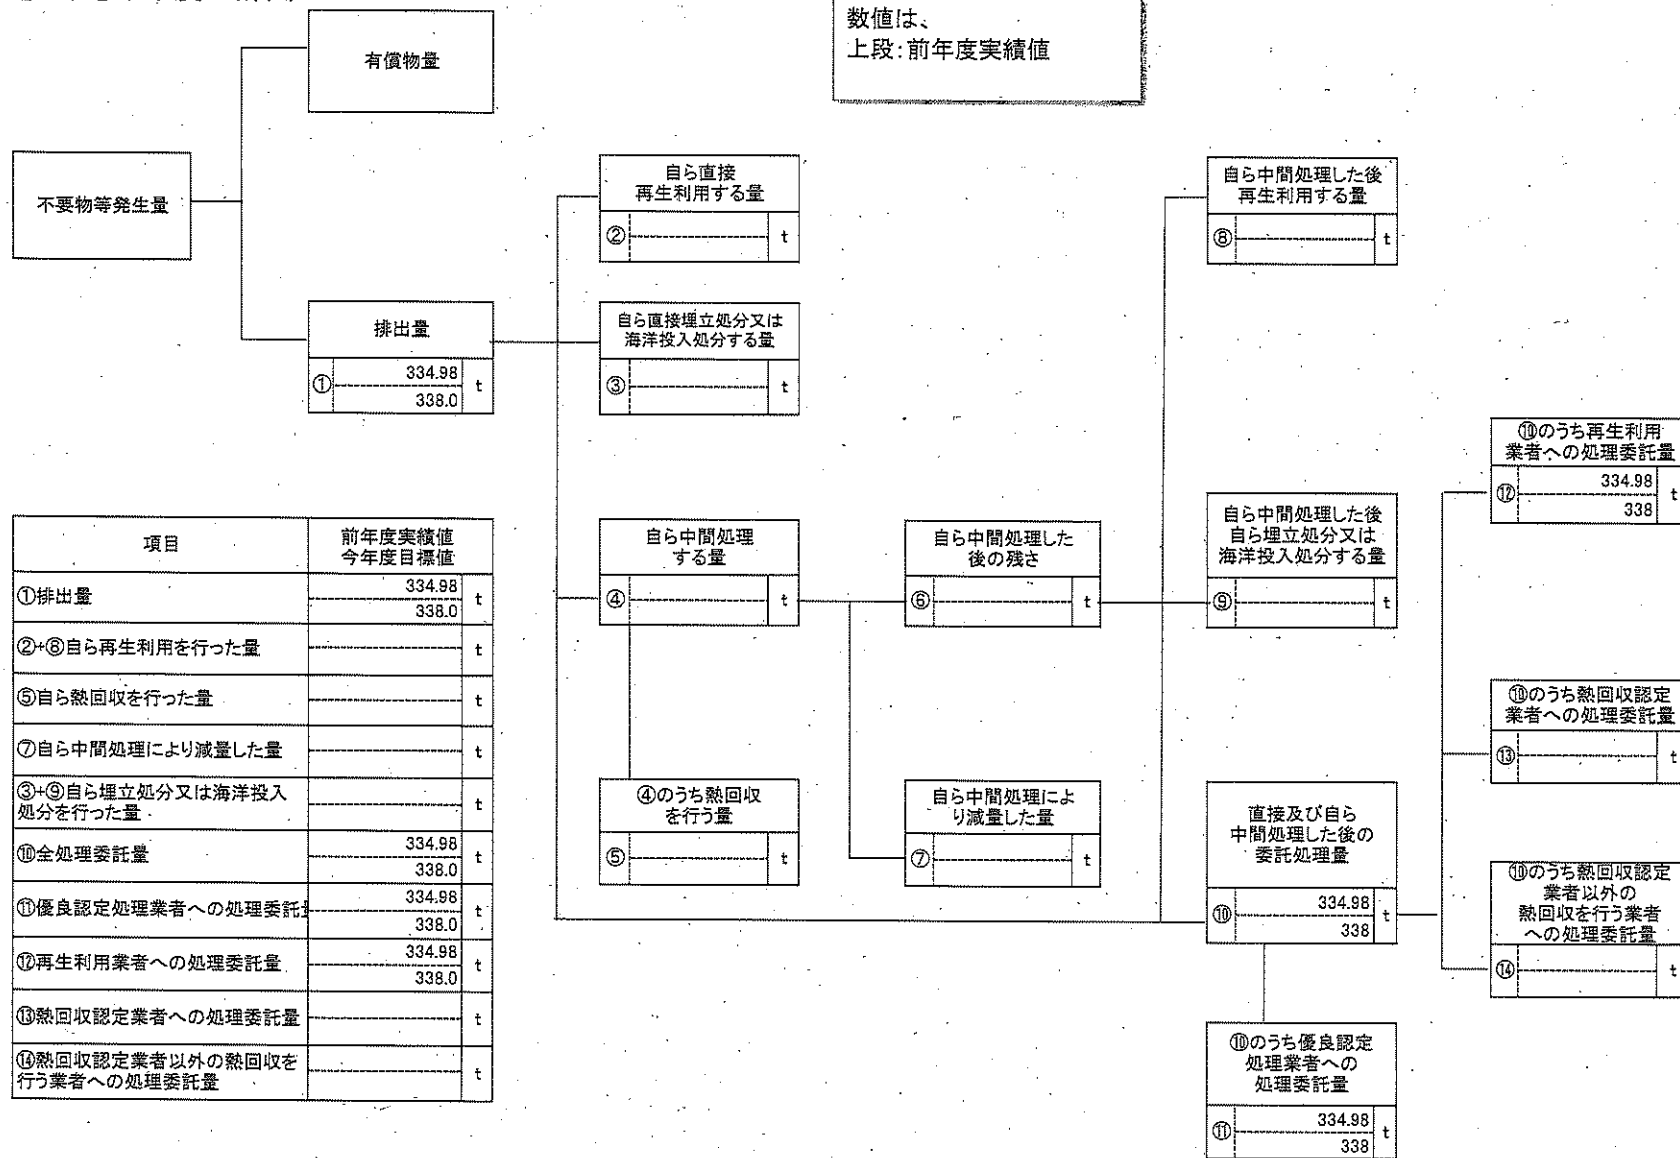 数値は、
上段:前年度実績値
有償物量
不要物等発生量
排出量
① 334.98 t
338.0
自ら直接
再生利用する量
② t
自ら直接埋立処分又は
海洋投入処分する量
③ t
自ら中間処理
する量
④ t
④のうち熱回収
を行う量
⑤ t
自ら中間処理した
後の残さ
⑥ t
自ら中間処理によ
り減量した量
⑦ t
自ら中間処理した後
再生利用する量
⑧ t
自ら中間処理した後
自ら埋立処分又は
海洋投入処分する量
⑨ t
直接及び自ら
中間処理した後の
委託処理量
⑩ 334.98 t
338
⑩のうち優良認定
処理業者への
処理委託量
⑪ 334.98 t
338
⑩のうち再生利用
業者への処理委託量
⑫ 334.98 t
338
⑩のうち熱回収認定
業者への処理委託量
⑬ t
⑩のうち熱回収認定
業者以外の
熱回収を行う業者
への処理委託量
⑭ t
項目 前年度実績値
今年度目標値
①排出量 334.98 t
338.0
②+⑧自ら再生利用を行った量 t
⑤自ら熱回収を行った量 t
⑦自ら中間処理により減量した量 t
③+⑨自ら埋立処分又は海洋投入
処分を行った量 t
⑩全処理委託量 334.98 t
338.0
⑪優良認定処理業者への処理委託 334.98 t
338.0
⑫再生利用業者への処理委託量 334.98 t
338.0
⑬熱回収認定業者への処理委託量 t
⑭熱回収認定業者以外の熱回収を
行う業者への処理委託量 t